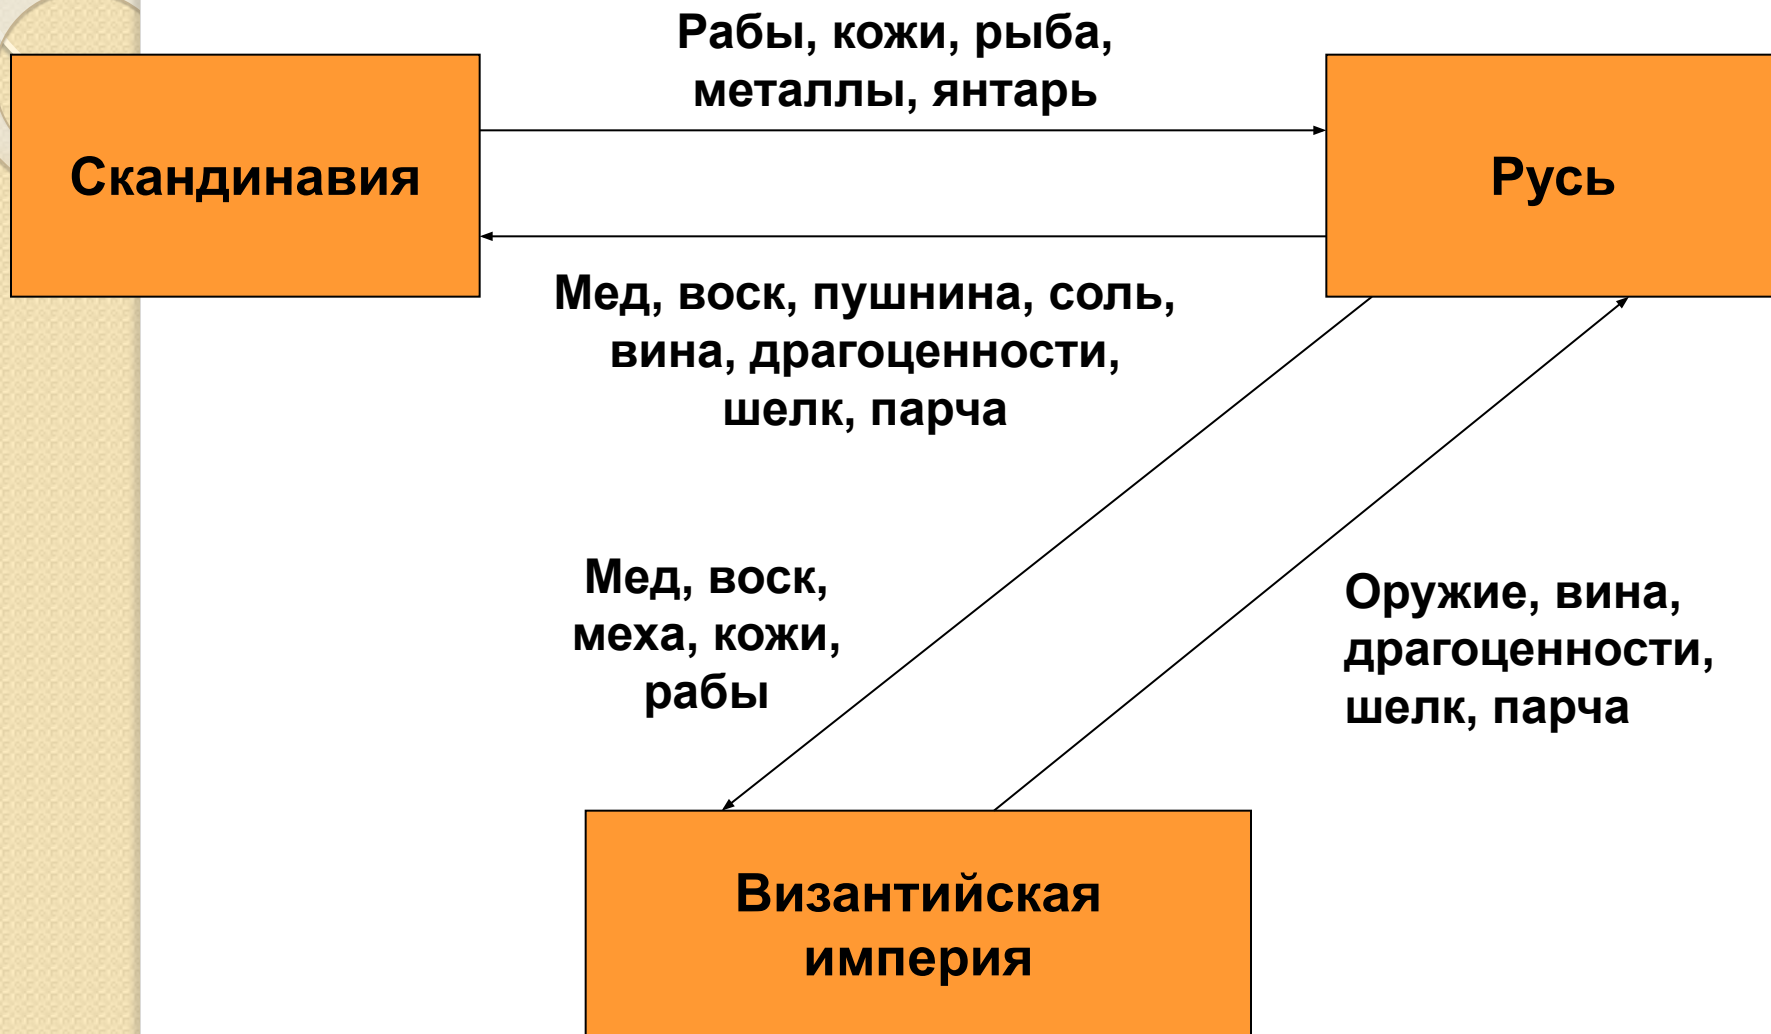 Рабы, кожи, рыба,
металлы, янтарь
Скандинавия
Русь
Мед, воск, пушнина, соль,
вина, драгоценности,
шелк, парча
Мед, воск,
меха, кожи,
рабы
Оружие, вина,
драгоценности,
шелк, парча
Византийская
империя